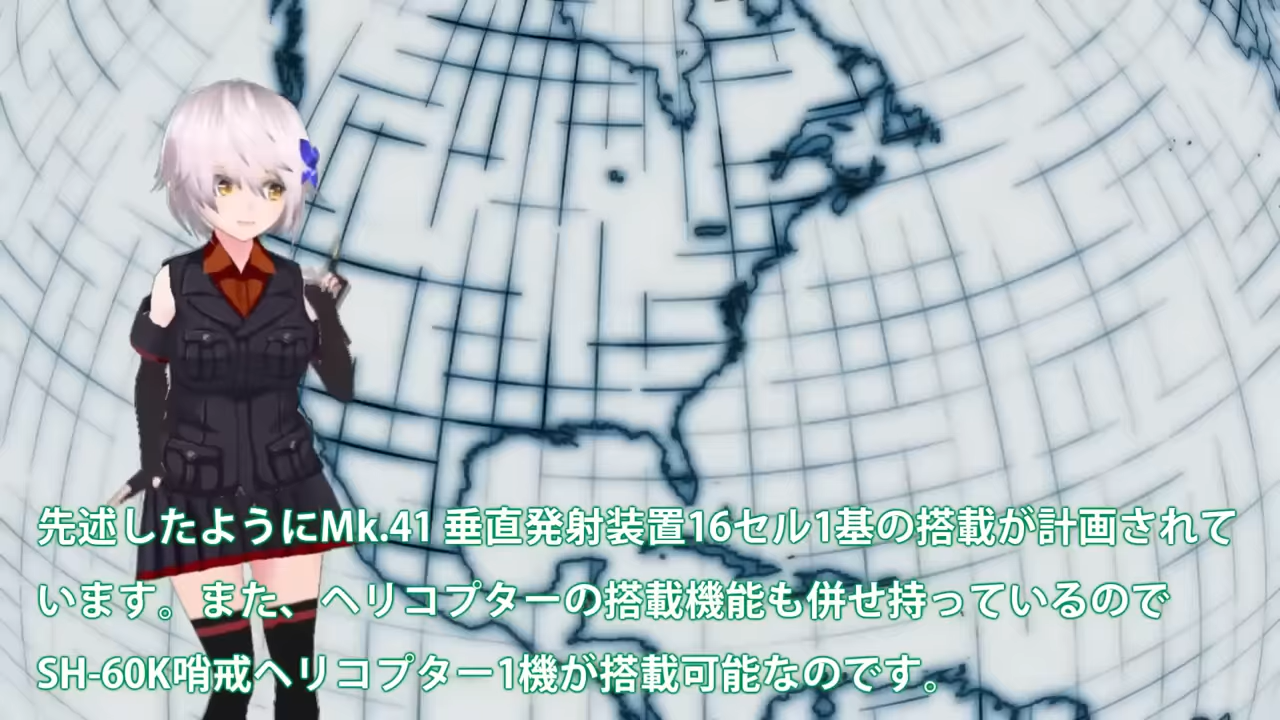 先述したようにMk.41 垂直発射装置16セル1基の搭載が計画されて
います。また、ヘリコプターの搭載機能も併せ持っているので
SH-60K哨戒ヘリコプター1機が搭載可能なのです。